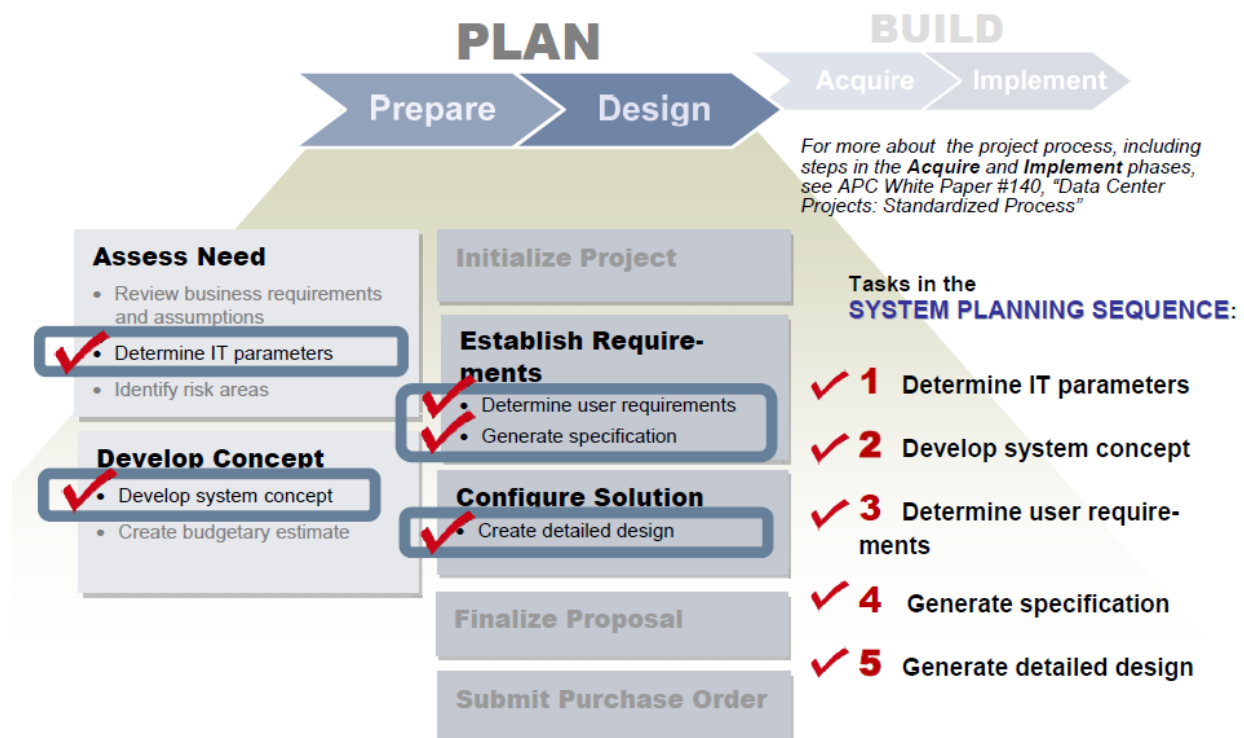 PLAN
BUILD
Prepare
Design
Acquire
Implement
For more about the project process, including
steps in the Acquire and Implement phases,
see APC White Paper #140, “Data Center
Projects: Standardized Process”
Assess Need
• Review business requirements
and assumptions
• Determine IT parameters
• Identify risk areas
Develop Concept
• Develop system concept
• Create budgetary estimate
Initialize Project
Establish Require-
ments
• Determine user requirements
• Generate specification
Configure Solution
• Create detailed design
Finalize Proposal
Submit Purchase Order
Tasks in the
SYSTEM PLANNING SEQUENCE:
1 Determine IT parameters
2 Develop system concept
3 Determine user require-
ments
4 Generate specification
5 Generate detailed design